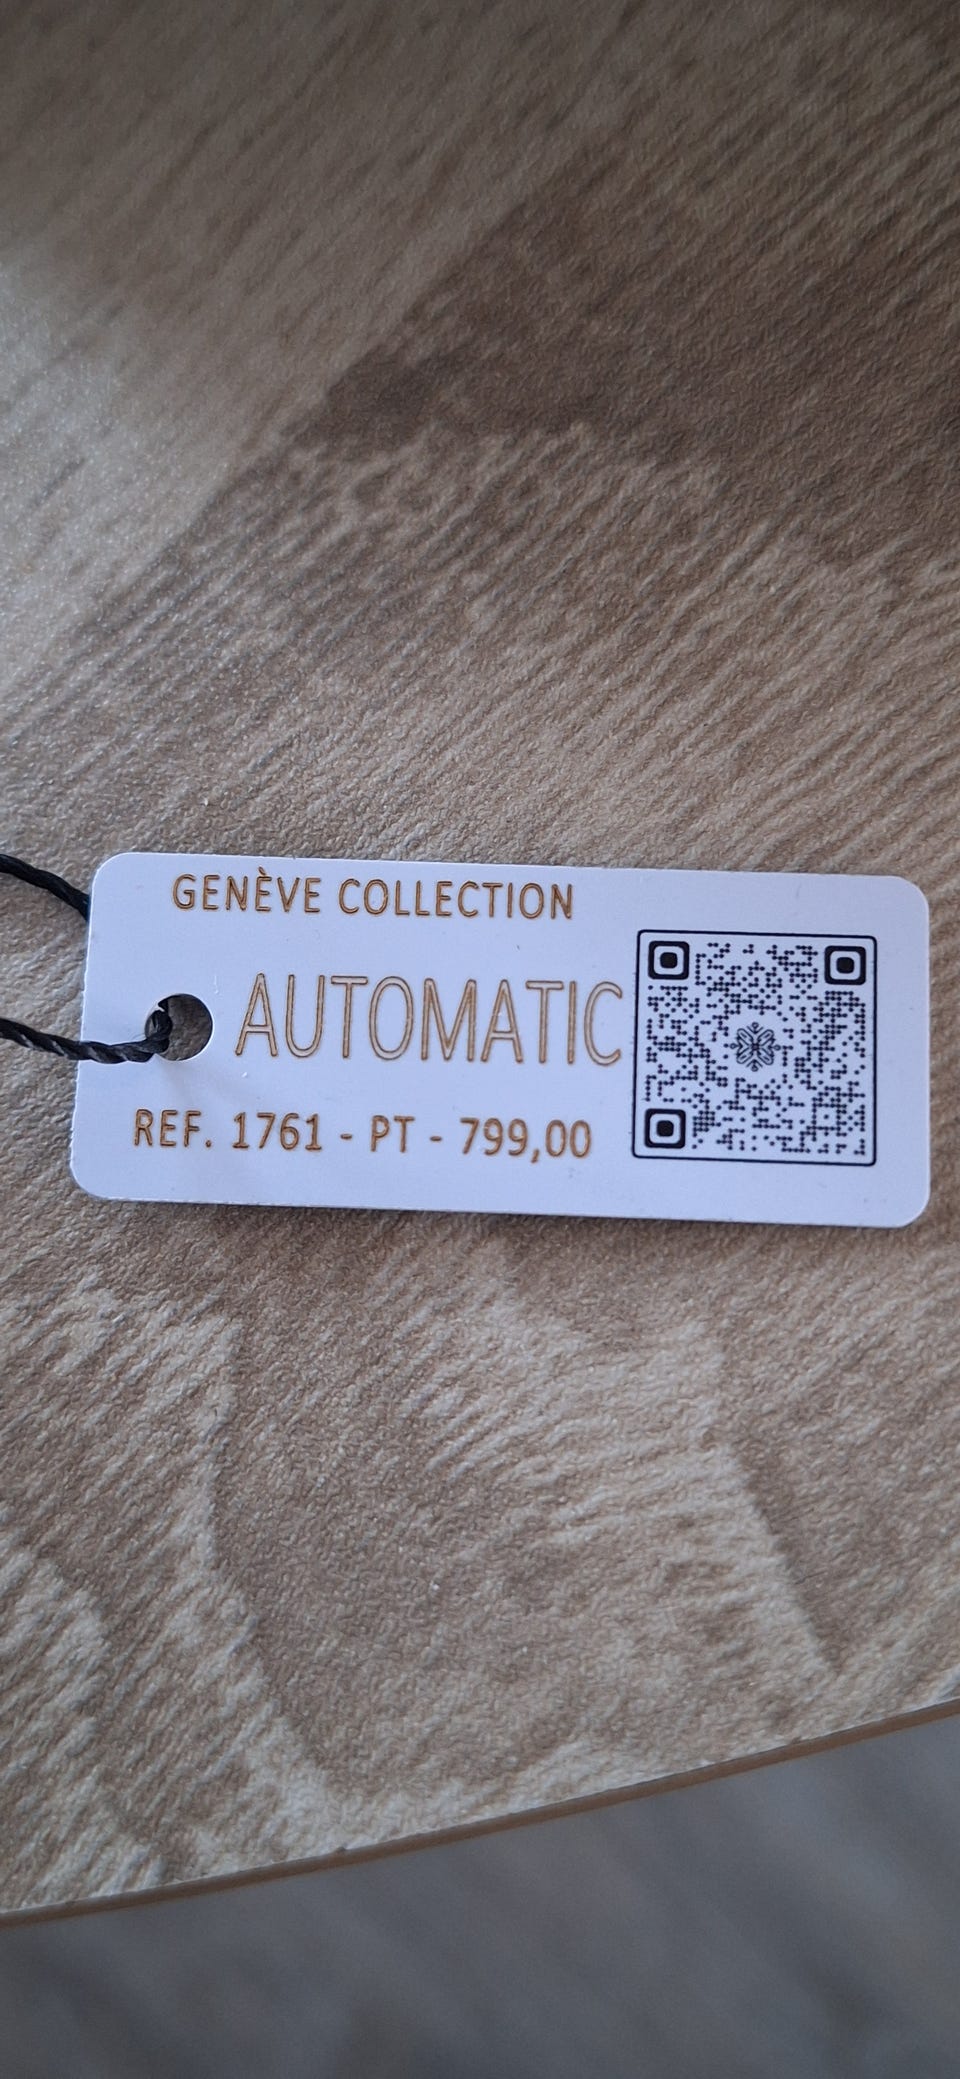 GENÈVE COLLECTION
AUTOMATIC
REF. 1761 - PT - 799,00